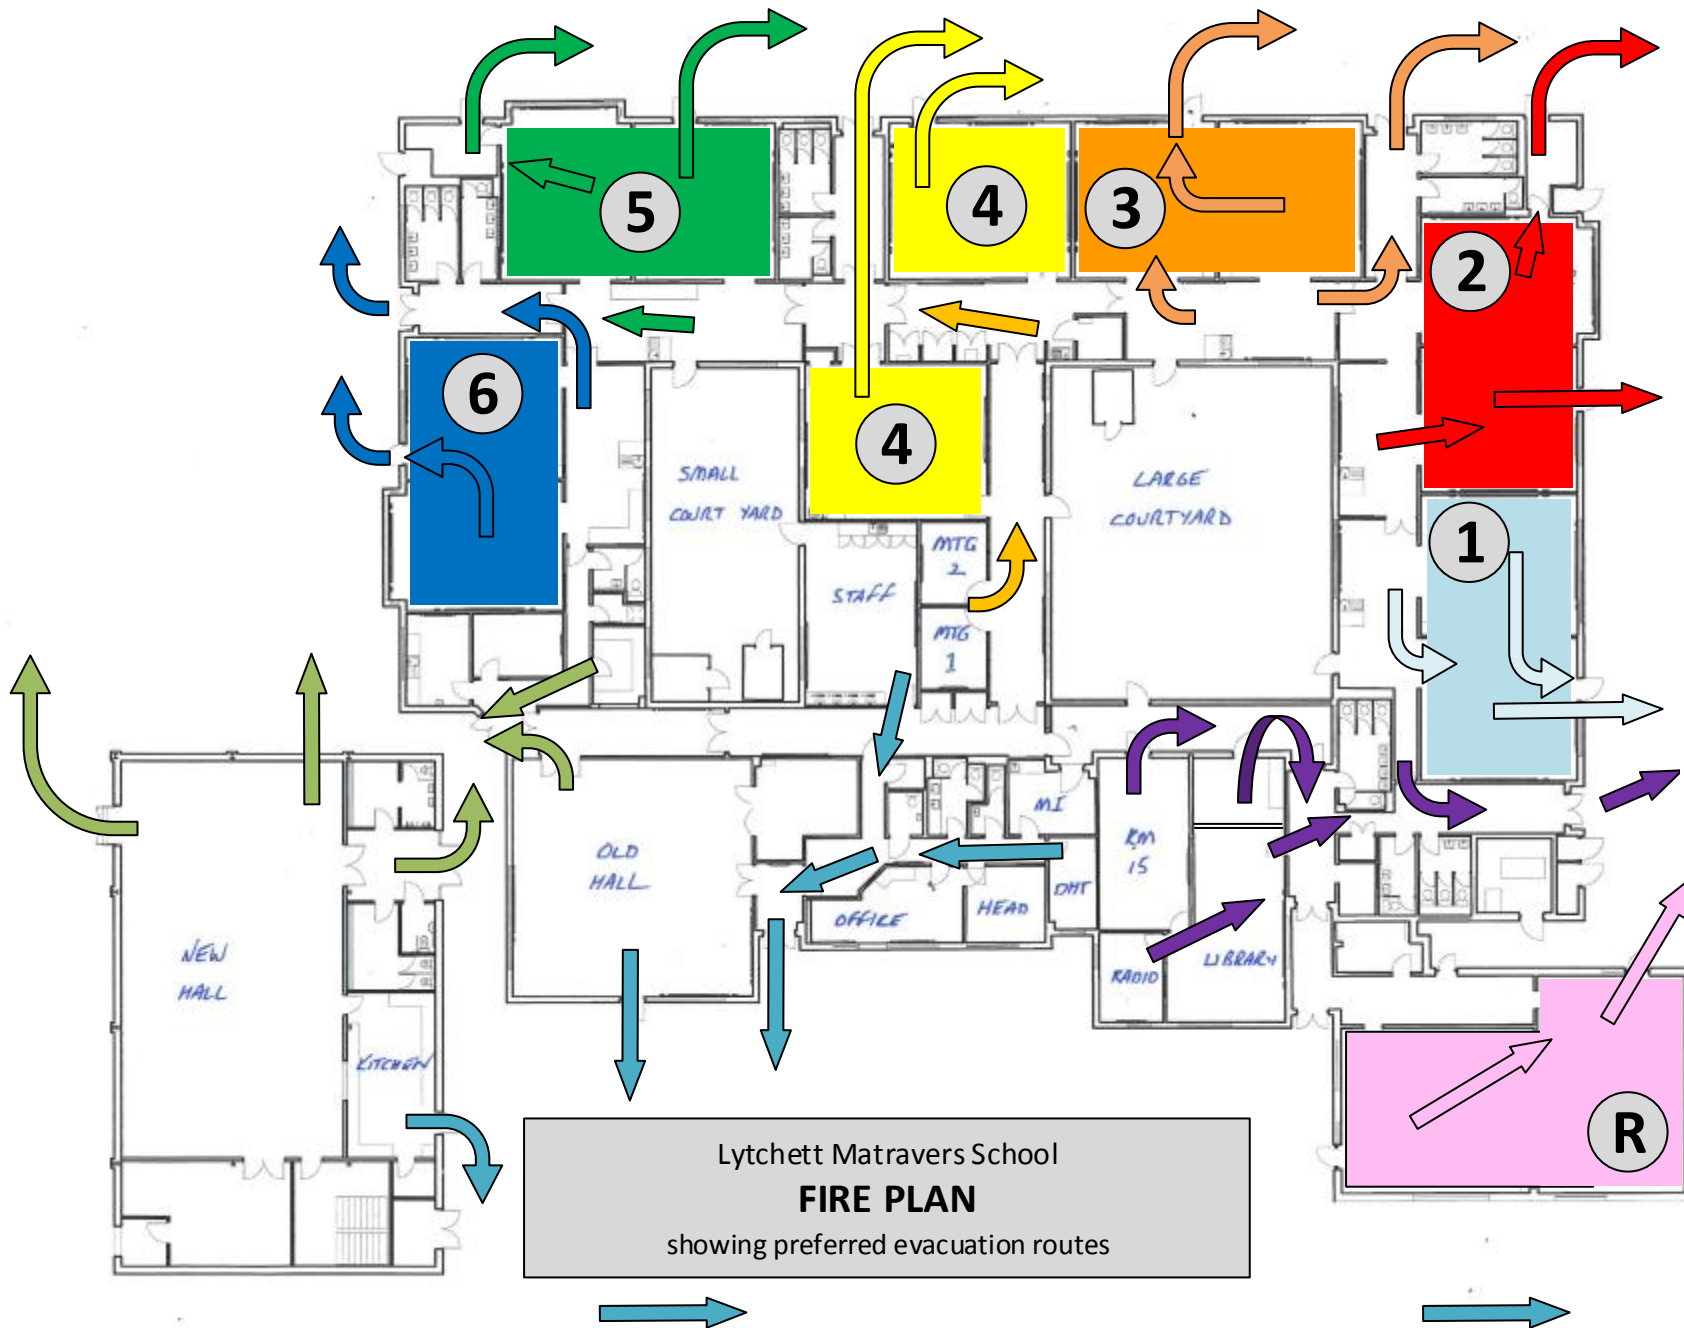 5
4
3
2
6
4
1
SMALL
COURT YARD
LARGE
COURTYARD
MTG
2
STAFF
MTG
1
MI
RM
15
OLD
HALL
DHT
OFFICE
HEAD
NEW
HALL
RADIO
LIBRARY
KITCHEN
R
Lytchett Matravers School
FIRE PLAN
showing preferred evacuation routes